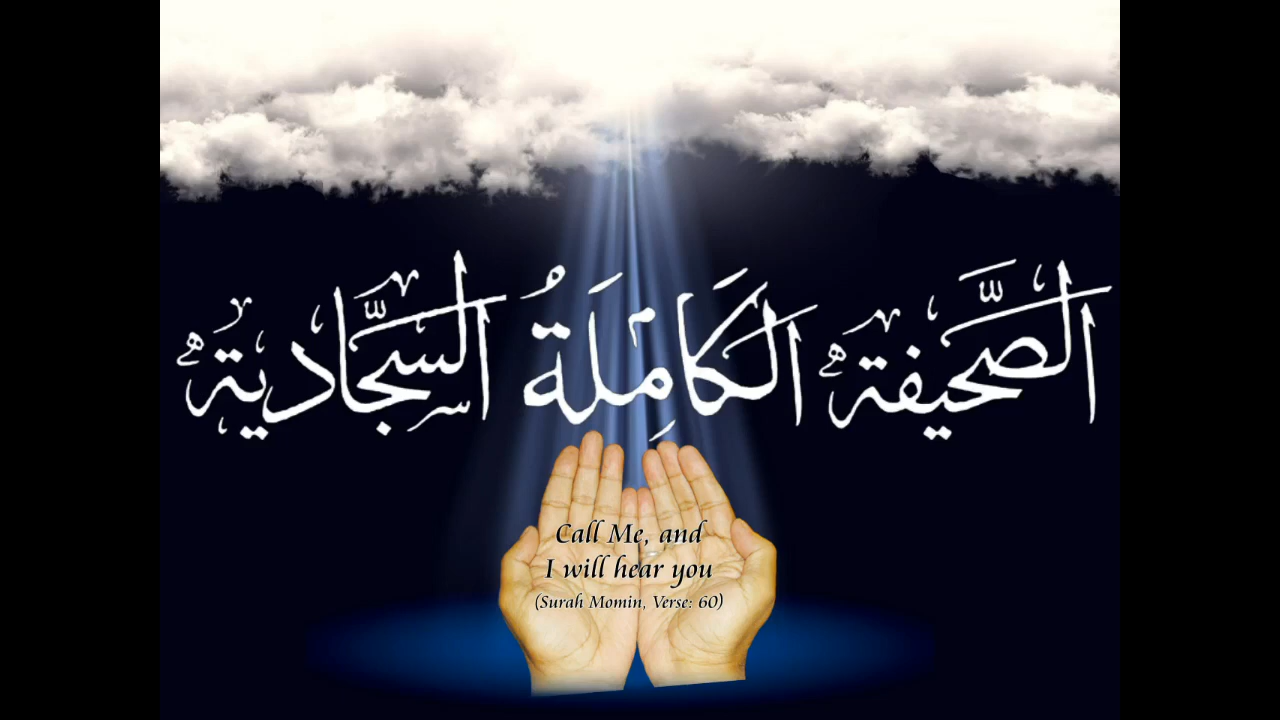 الصَّحِيفَة الكَامِلَةُ السَّجَّادِيَة
Call Me, and
I will hear you
(Surah Momin, Verse: 60)